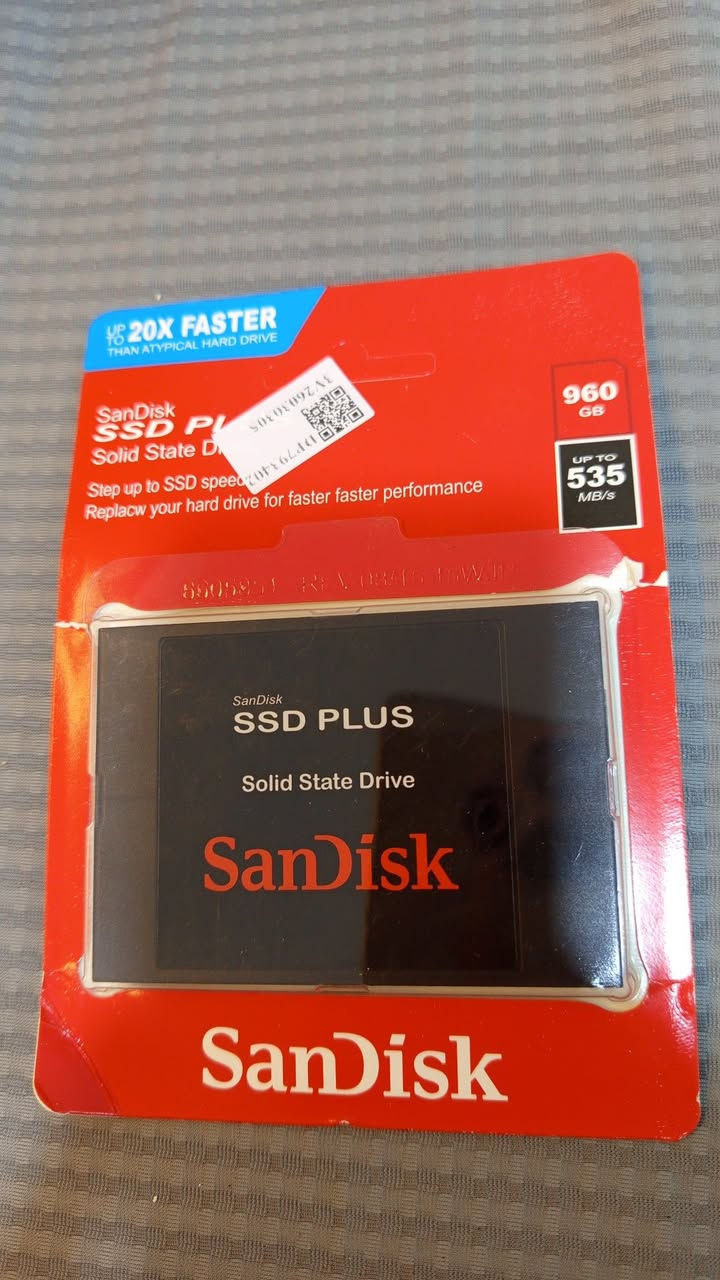 UP TO 20X FASTER
THAN ATYPICAL HARD DRIVE
SanDisk
SSD
Solid State
Step up to SSD
Replacw your hard drive for faster faster performance
3V26030305
960
GB
UP TO
535
MB/s
SanDisk
SSD PLUS
Solid State Drive
SanDisk
SanDisk